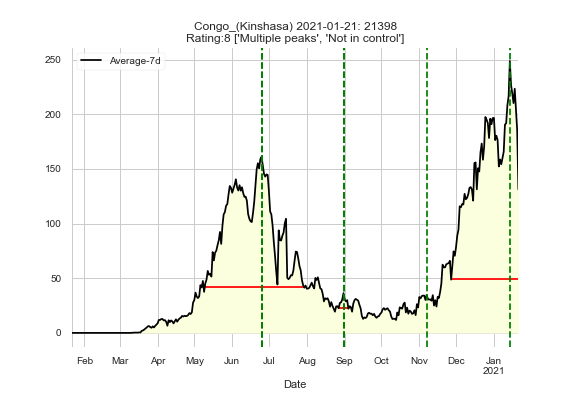 Congo_(Kinshasa) 2021-01-21: 21398
Rating:8 ['Multiple peaks', 'Not in control']
Average-7d
250
200
150
100
50
0
Feb Mar Apr May Jun Jul Aug Sep Oct Nov Dec Jan
2021
Date